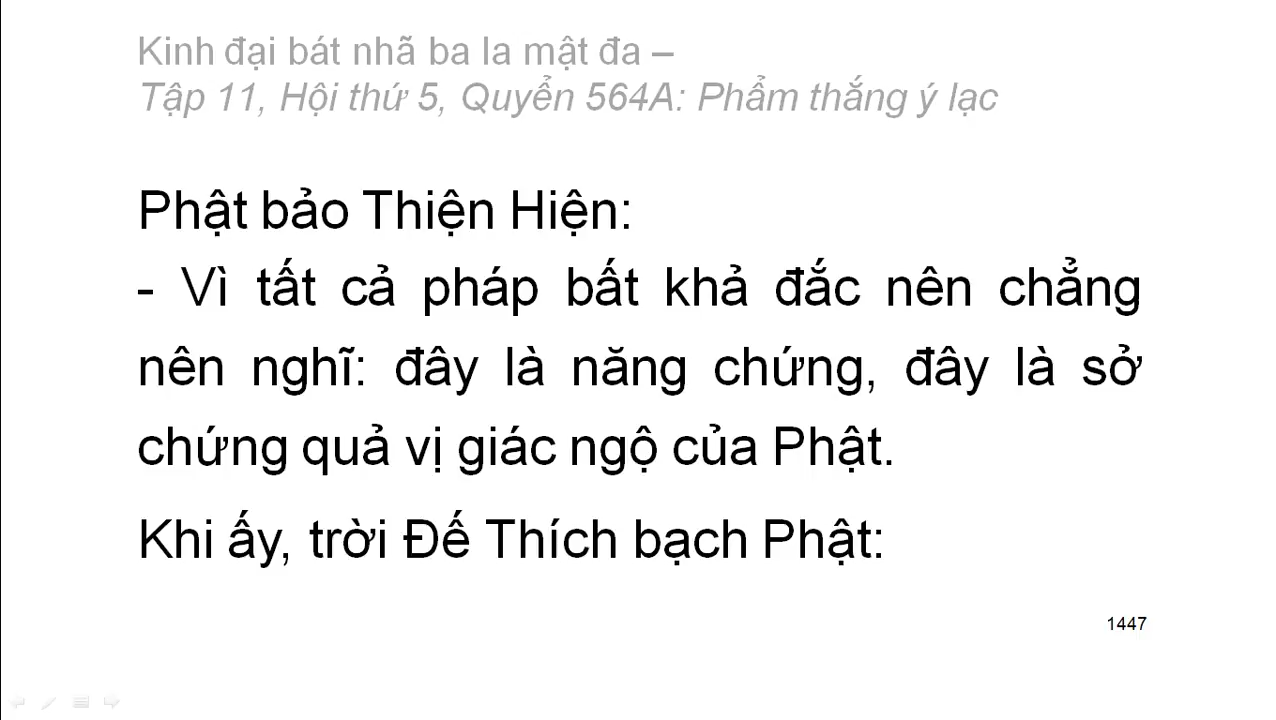 Kinh đại bát nhã ba la mật đa –
Tập 11, Hội thứ 5, Quyển 564A: Phẩm thắng ý lạc
Phật bảo Thiện Hiện:
- Vì tất cả pháp bất khả đắc nên chẳng
nên nghĩ: đây là năng chứng, đây là sở
chứng quả vị giác ngộ của Phật.
Khi ấy, trời Đế Thích bạch Phật:
1447